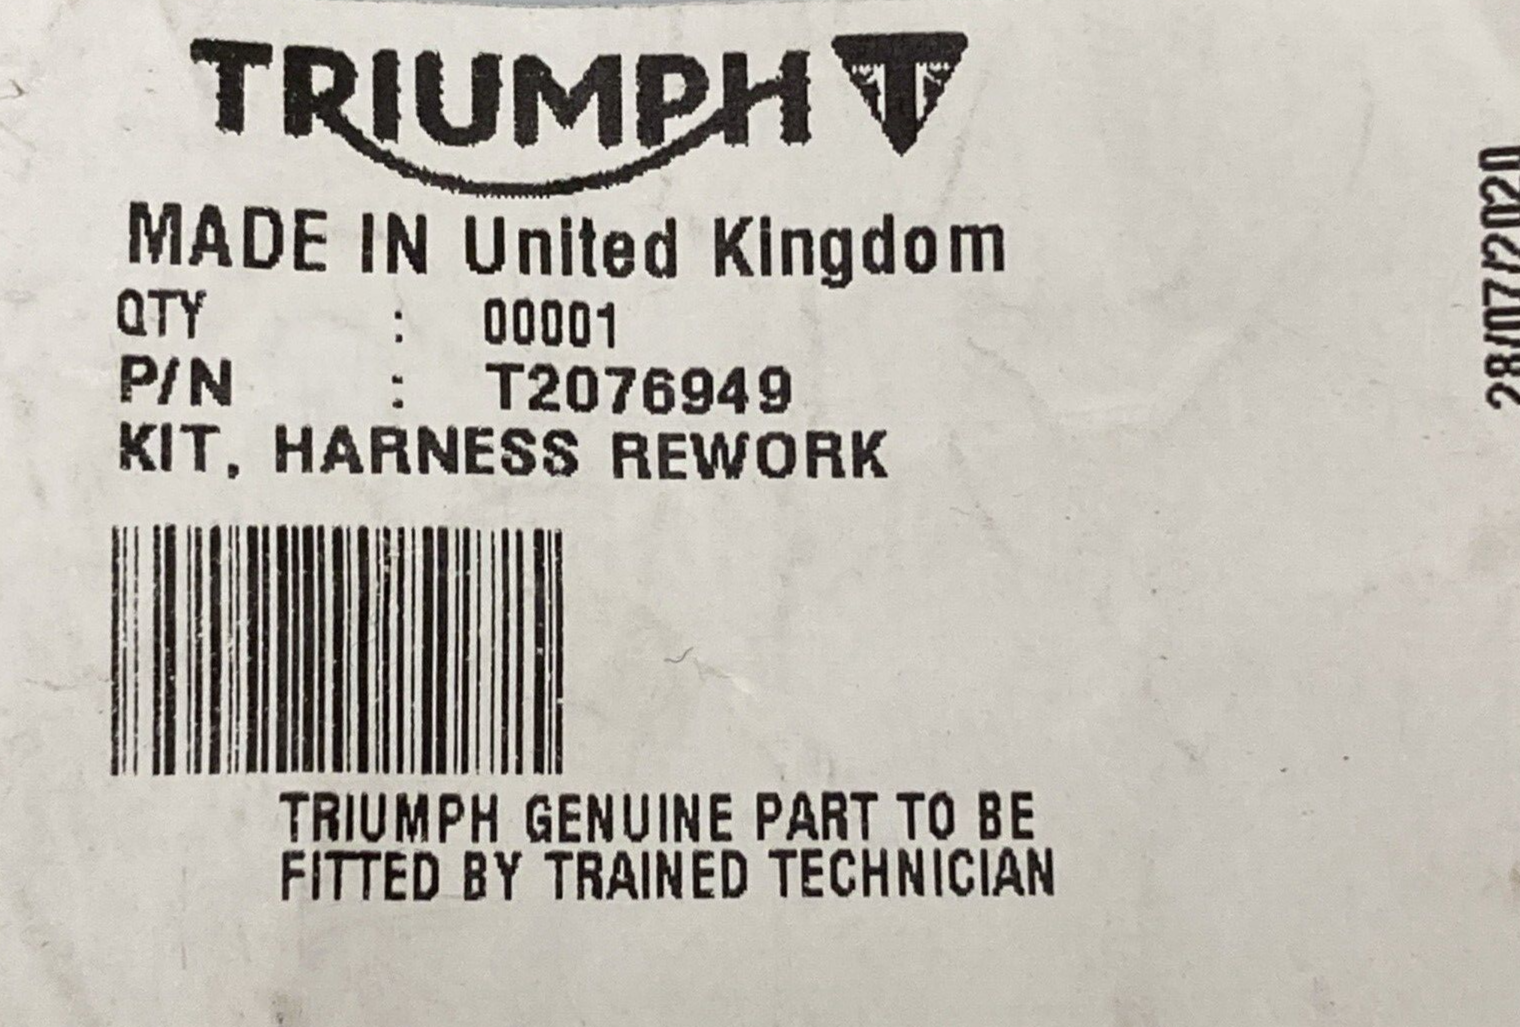 TRIUMPH
MADE IN United Kingdom
QTY : 00001
P/N : T2076949
KIT, HARNESS REWORK
TRIUMPH GENUINE PART TO BE
FITTED BY TRAINED TECHNICIAN
28/07/2020